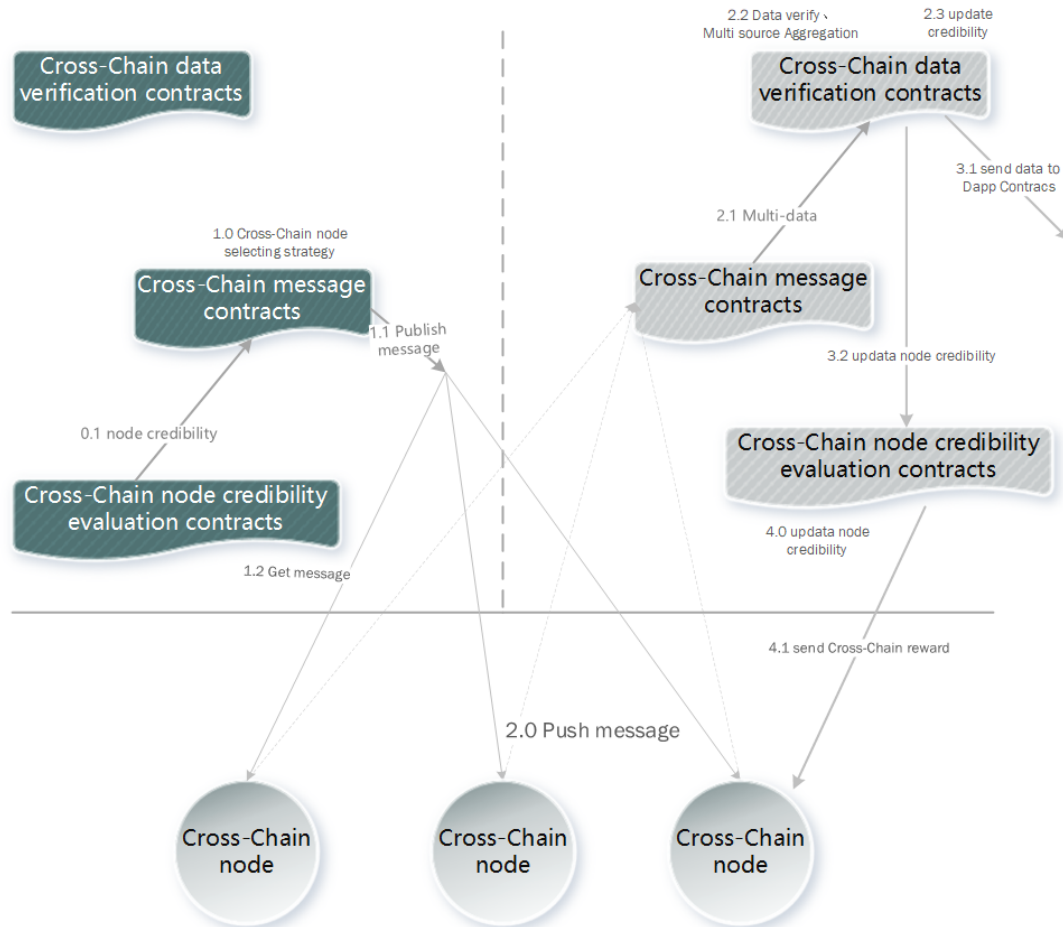 2.2 Data verify、
Multi source Aggregation
2.3 update
credibility
Cross-Chain data
verification contracts
Cross-Chain data
verification contracts
3.1 send data to
Dapp Contracs
2.1 Multi-data
1.0 Cross-Chain node
selecting strategy
Cross-Chain message
contracts
Cross-Chain message
contracts
1.1 Publish
message
3.2 updata node credibility
0.1 node credibility
Cross-Chain node credibility
evaluation contracts
Cross-Chain node credibility
evaluation contracts
4.0 updata node
credibility
1.2 Get message
4.1 send Cross-Chain reward
2.0 Push message
Cross-Chain
node
Cross-Chain
node
Cross-Chain
node